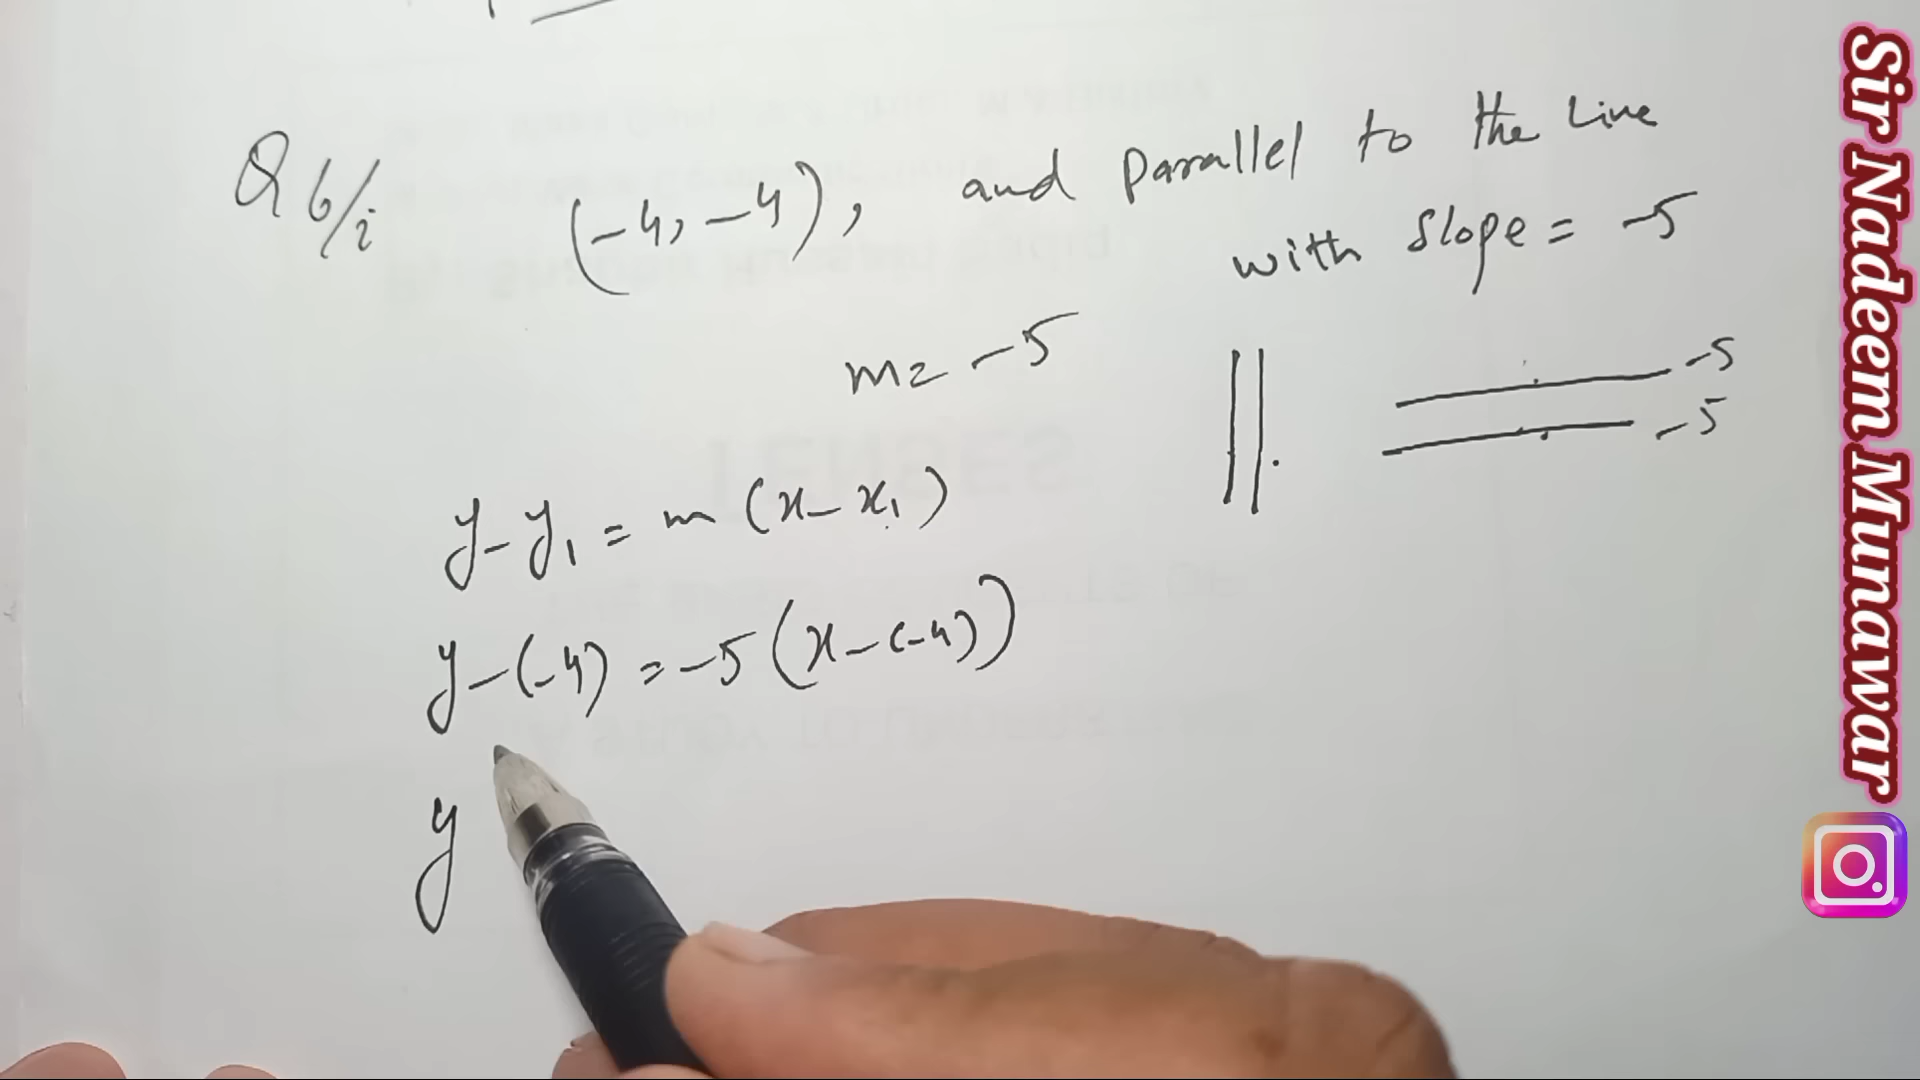 Q6/i (-4, -4), and Parallel to the Line
with Slope = -5
m = -5
-5
-5
y - y₁ = m (x - x₁)
y - (-4) = -5 (x - (-4))
y
Sir Nadeem Munawar